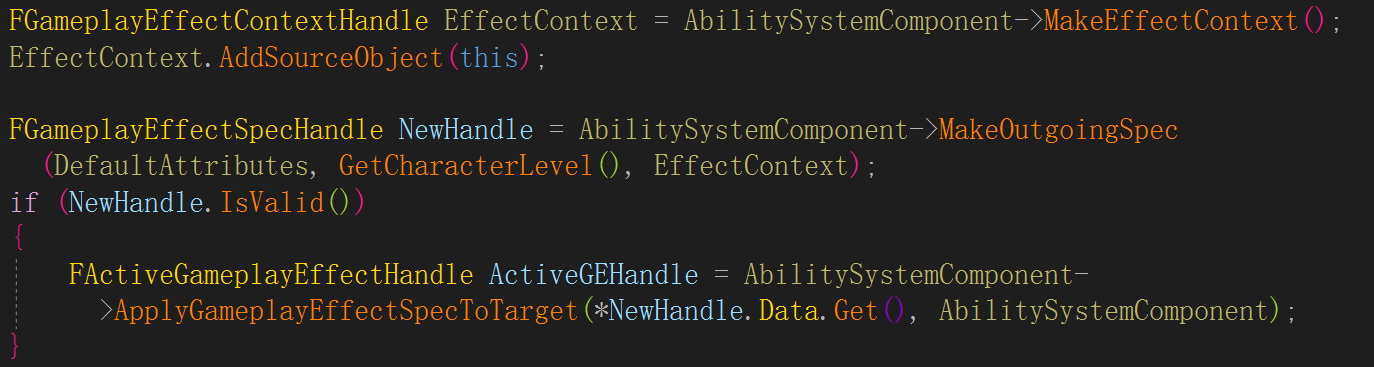 FGameplayEffectContextHandle EffectContext = AbilitySystemComponent->MakeEffectContext();
EffectContext.AddSourceObject(this);
FGameplayEffectSpecHandle NewHandle = AbilitySystemComponent->MakeOutgoingSpec
(DefaultAttributes, GetCharacterLevel(), EffectContext);
if (NewHandle.IsValid())
{
FActiveGameplayEffectHandle ActiveGEHandle = AbilitySystemComponent-
>ApplyGameplayEffectSpecToTarget(*NewHandle.Data.Get(), AbilitySystemComponent);
}